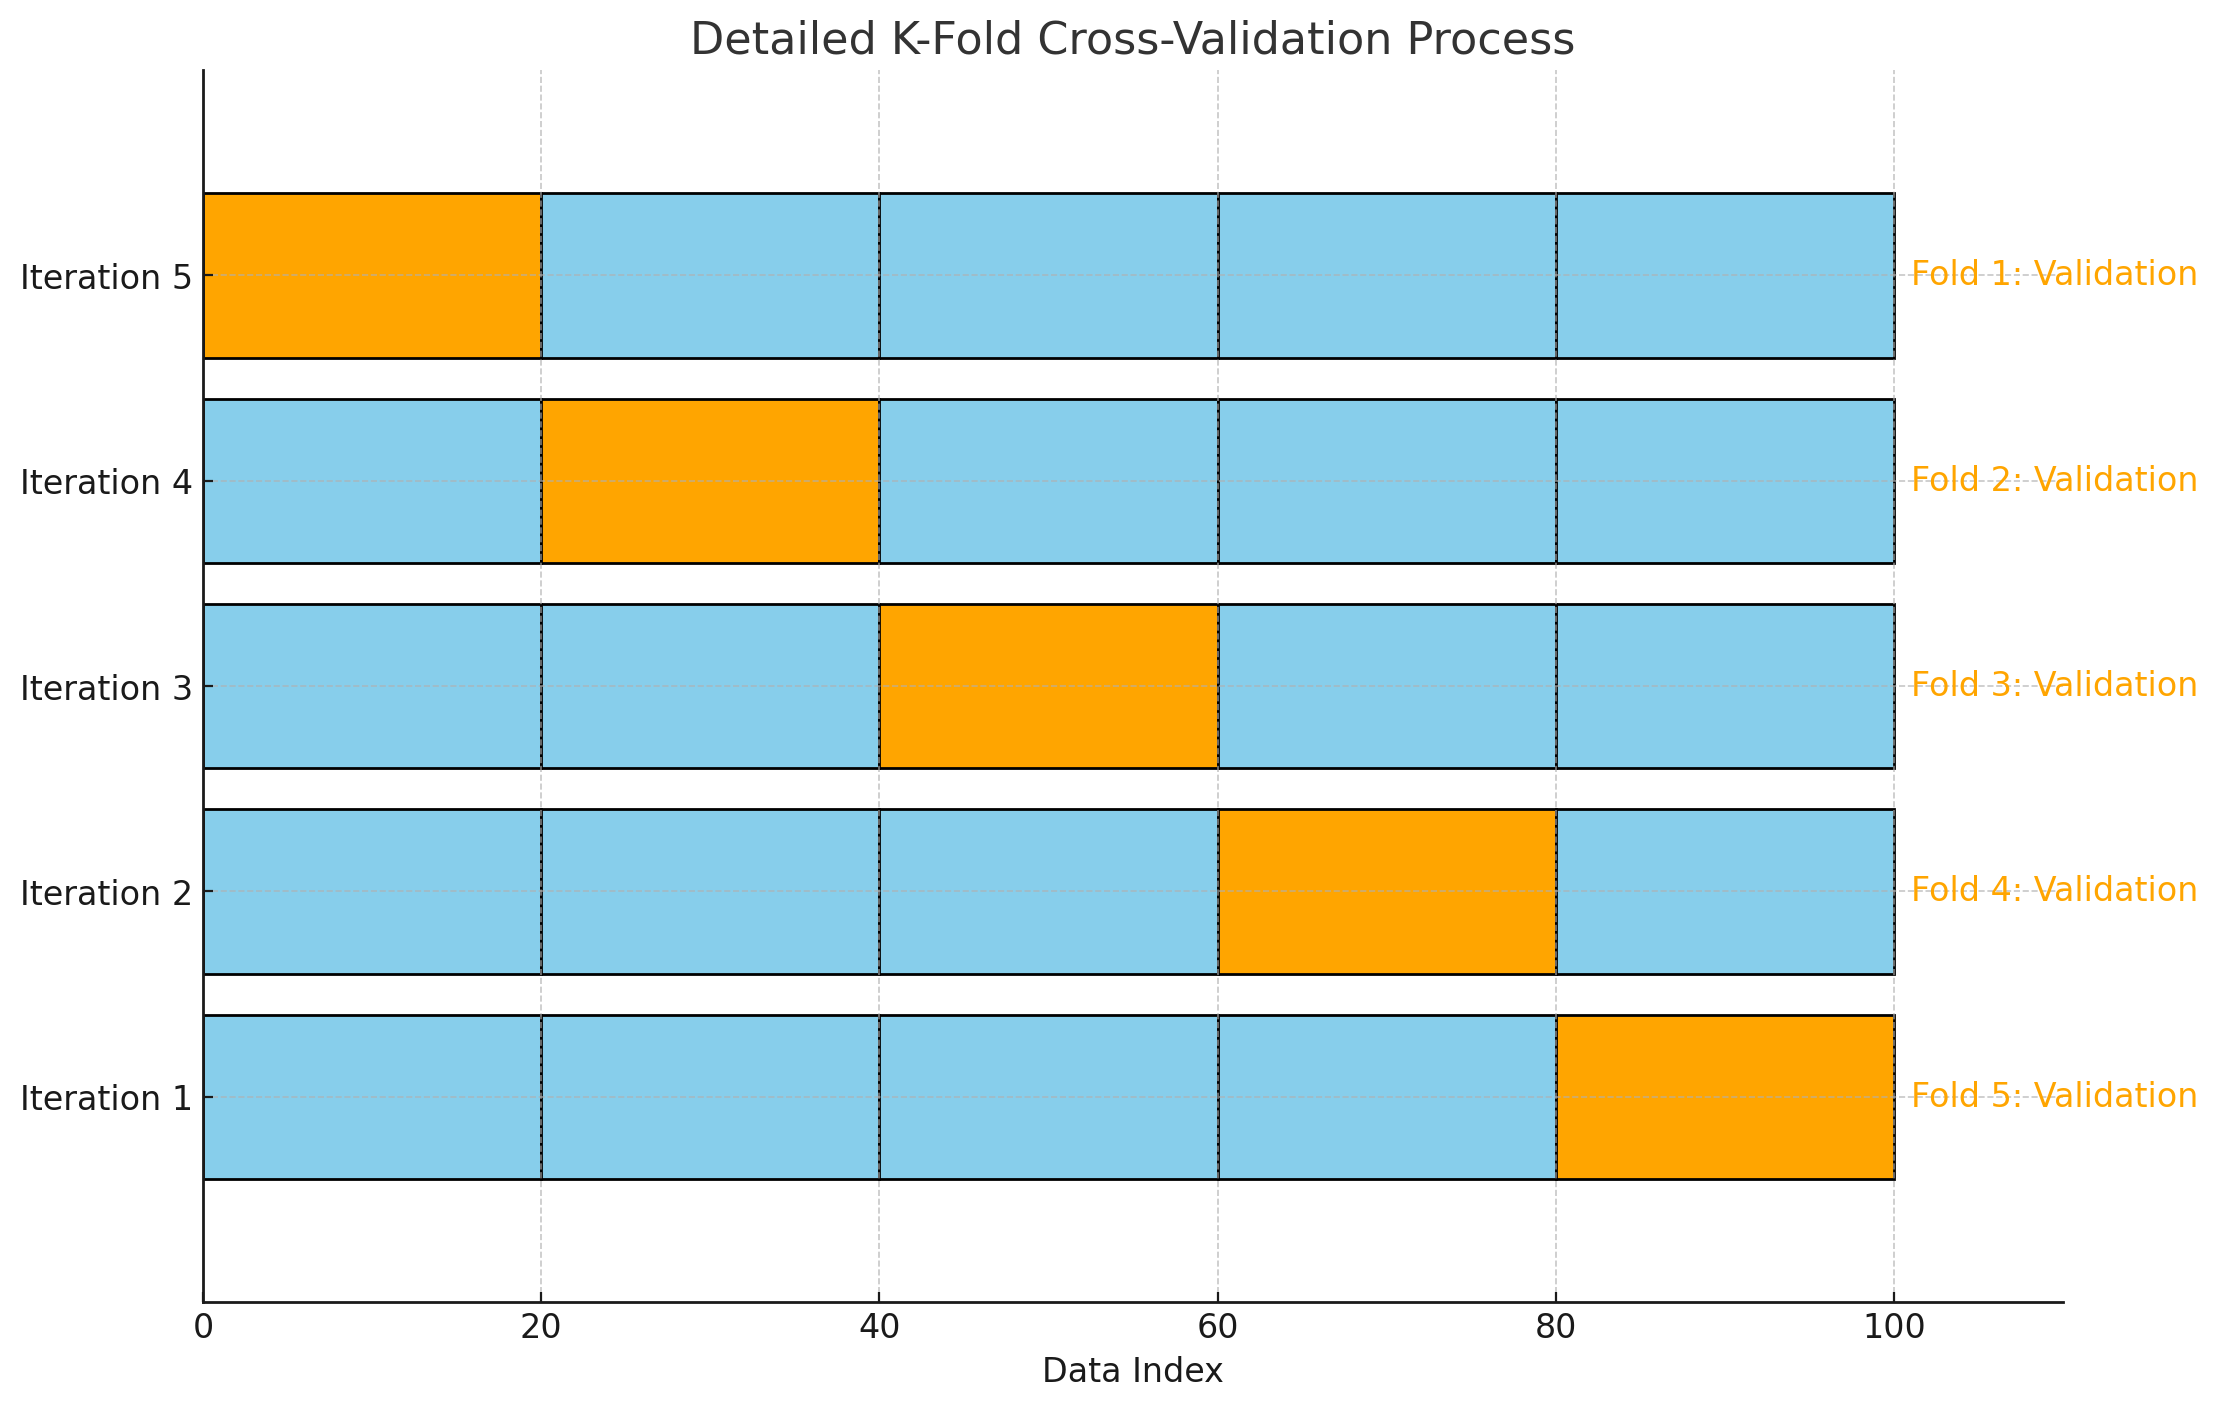 Detailed K-Fold Cross-Validation Process
Iteration 5
Fold 1: Validation
Iteration 4
Fold 2: Validation
Iteration 3
Fold 3: Validation
Iteration 2
Fold 4: Validation
Iteration 1
Fold 5: Validation
0 20 40 60 80 100
Data Index